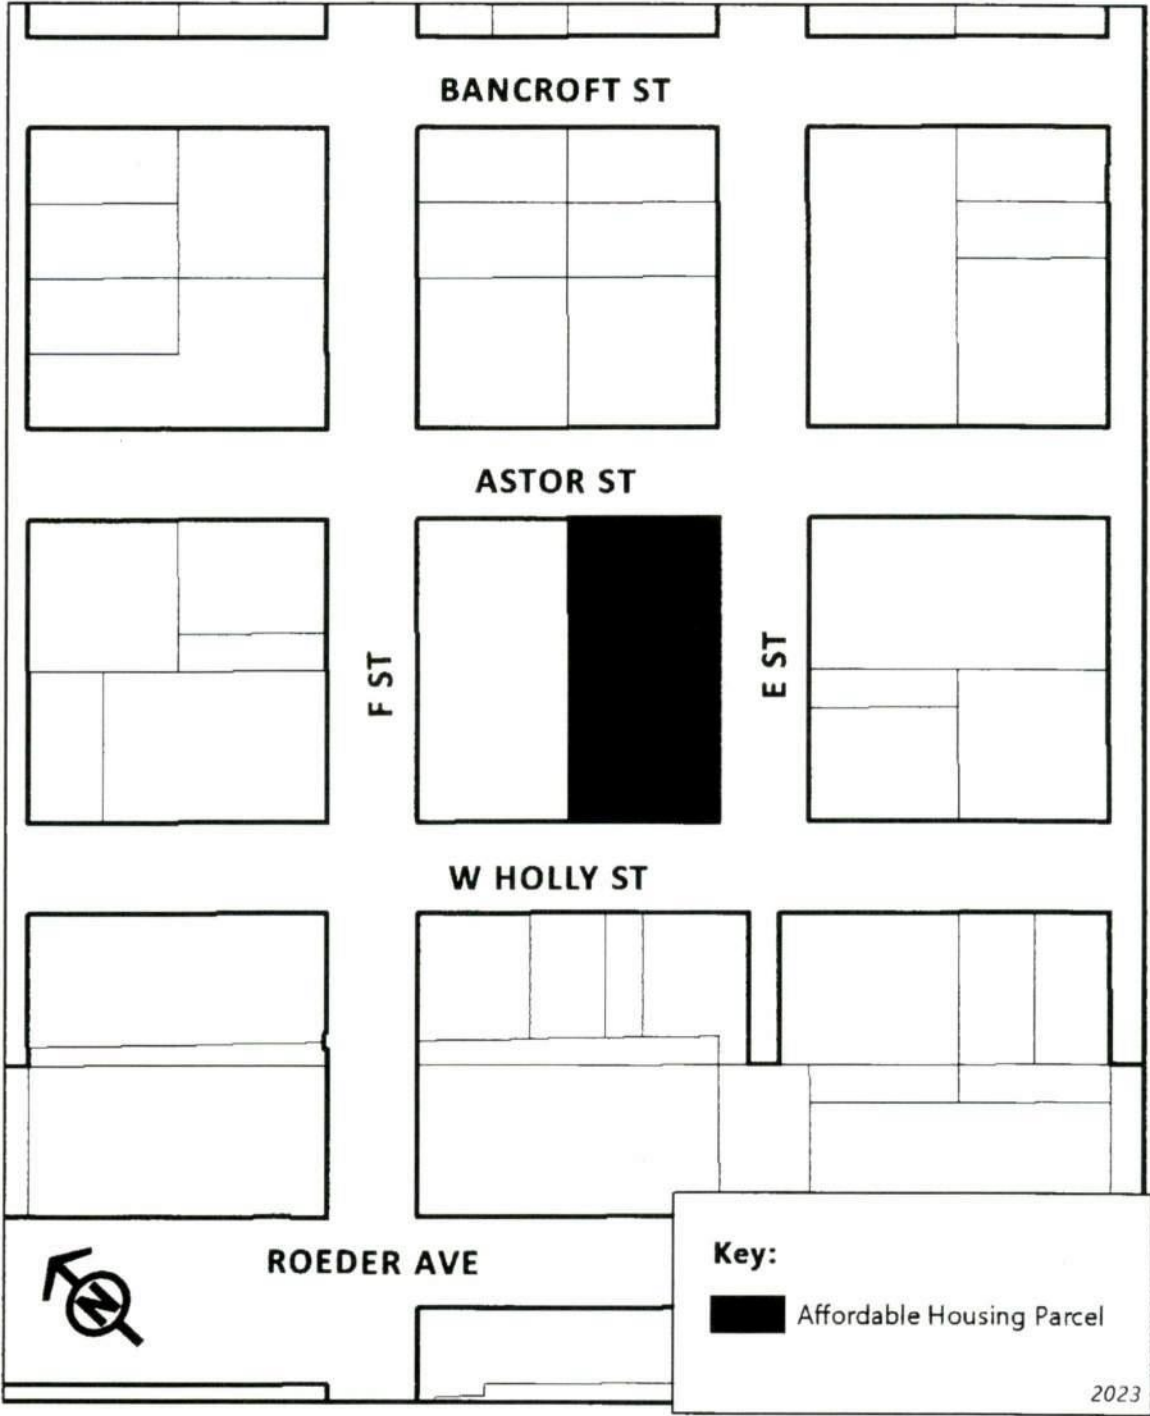 BANCROFT ST
ASTOR ST
F ST
E ST
W HOLLY ST
ROEDER AVE
N
Key:
Affordable Housing Parcel
2023